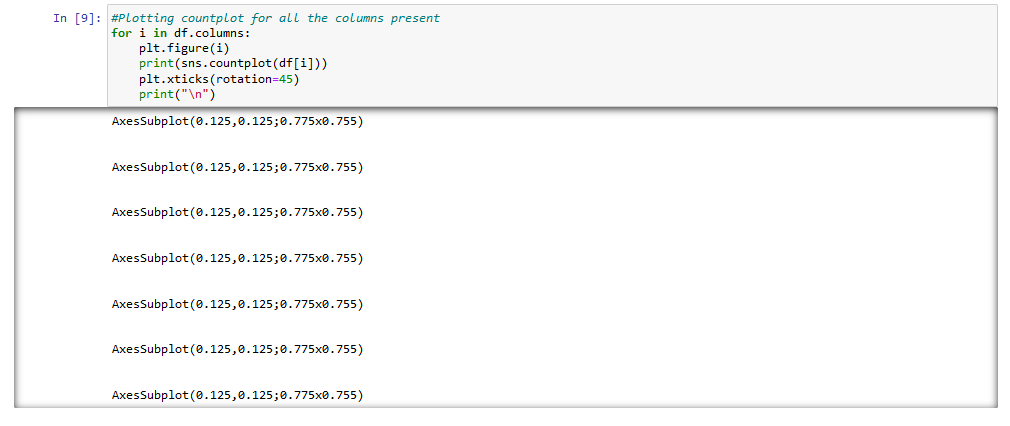 In [9]: #Plotting countplot for all the columns present
for i in df.columns:
    plt.figure(i)
    print(sns.countplot(df[i]))
    plt.xticks(rotation=45)
    print("\n")
AxesSubplot(0.125,0.125;0.775x0.755)
AxesSubplot(0.125,0.125;0.775x0.755)
AxesSubplot(0.125,0.125;0.775x0.755)
AxesSubplot(0.125,0.125;0.775x0.755)
AxesSubplot(0.125,0.125;0.775x0.755)
AxesSubplot(0.125,0.125;0.775x0.755)
AxesSubplot(0.125,0.125;0.775x0.755)